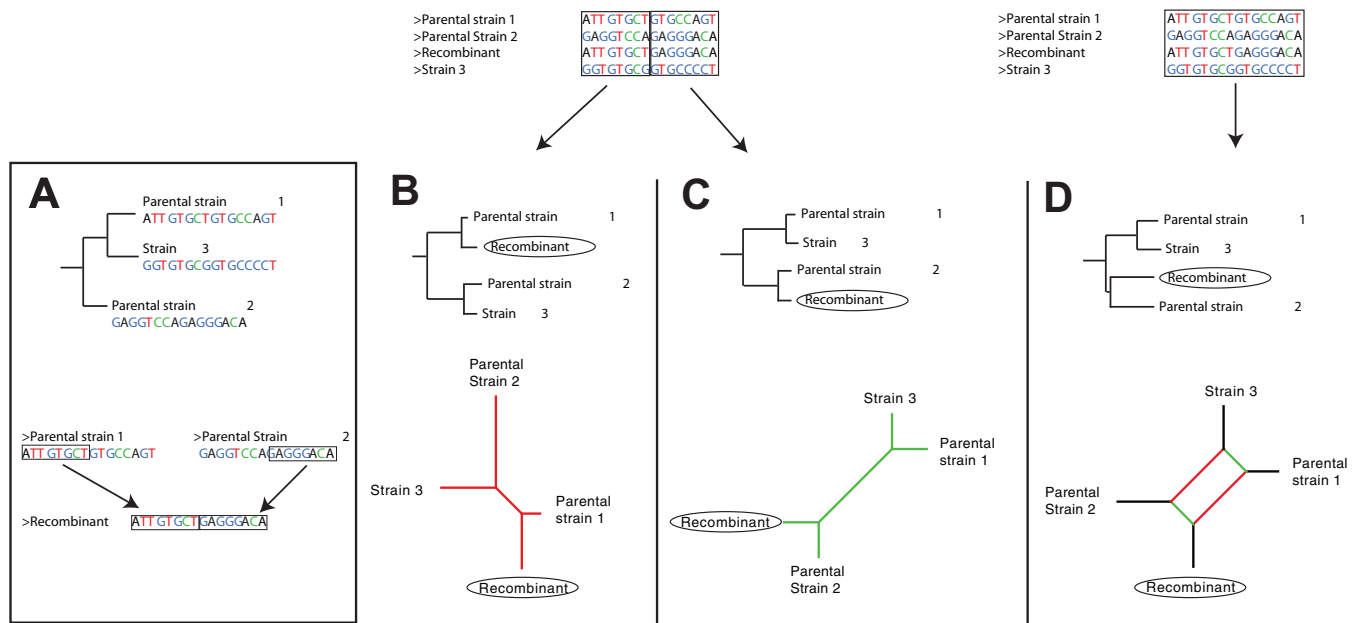 >Parental strain 1 ATTGTGCTGTGCCAGT
>Parental Strain 2 GAGGTCCAGAGGGACA
>Recombinant ATTGTGCTGAGGGACA
>Strain 3 GGTGTGCGGTGCCCCT
>Parental strain 1 ATTGTGCTGTGCCAGT
>Parental Strain 2 GAGGTCCAGAGGGACA
>Recombinant ATTGTGCTGAGGGACA
>Strain 3 GGTGTGCGGTGCCCCT
A
Parental strain 1
ATTGTGCTGTGCCAGT
Strain 3
GGTGTGCGGTGCCCCT
Parental strain 2
GAGGTCCAGAGGGACA
>Parental strain 1
ATTGTGCTGTGCCAGT
>Parental Strain 2
GAGGTCCAGAGGGACA
>Recombinant ATTGTGCTGAGGGACA
B
Parental strain 1
Recombinant
Parental strain 2
Strain 3
Parental
Strain 2
Strain 3
Parental
strain 1
Recombinant
C
Parental strain 1
Strain 3
Parental strain 2
Recombinant
Strain 3
Parental
strain 1
Recombinant
Parental
Strain 2
D
Parental strain 1
Strain 3
Recombinant
Parental strain 2
Strain 3
Parental
strain 1
Parental
Strain 2
Recombinant